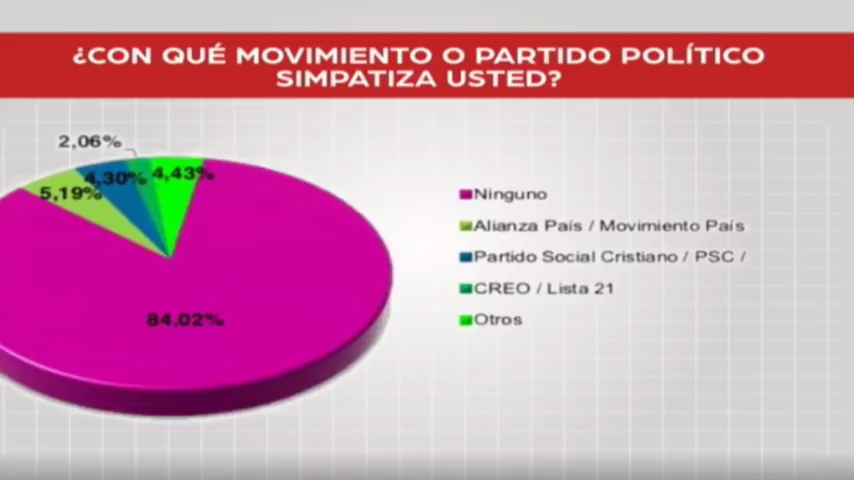 ¿CON QUÉ MOVIMIENTO O PARTIDO POLÍTICO
SIMPATIZA USTED?
2,06%
4,30%
4,43%
5,19%
84,02%
Ninguno
Alianza País / Movimiento País
Partido Social Cristiano / PSC /
CREO / Lista 21
Otros